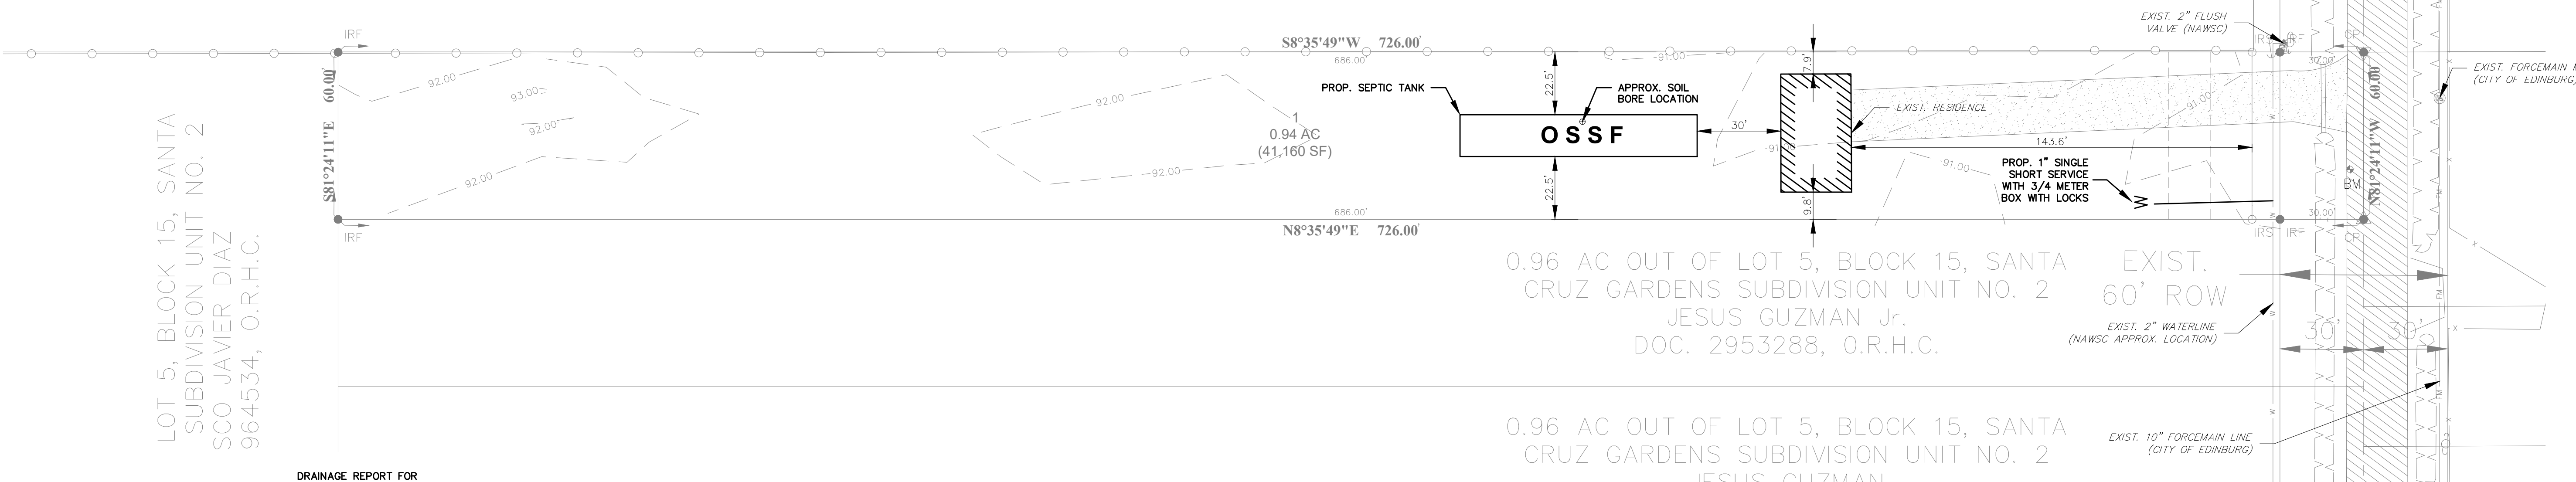 EXIST. 2" FLUSH
VALVE (NAWSC)
IRF
S8°35'49"W 726.00'
686.00'
IRS
IRF
CP
30.00'
EXIST. FORCEMAIN
(CITY OF EDINBURG)
60.00'
S81°24'11"E
92.00
93.00
92.00
92.00
92.00
92.00
1
0.94 AC
(41,160 SF)
PROP. SEPTIC TANK
22.5'
APPROX. SOIL
BORE LOCATION
OSSF
30'
22.5'
91.00
7.9'
EXIST. RESIDENCE
91.00
91.00
91.00
143.6'
9.8'
PROP. 1" SINGLE
SHORT SERVICE
WITH 3/4 METER
BOX WITH LOCKS
W
BM
60.00'
N81°24'11"W
686.00'
N8°35'49"E 726.00'
IRF
30.00'
IRS
IRF
CP
LOT 5, BLOCK 15, SANTA
SUBDIVISION UNIT NO. 2
SCO JAVIER DIAZ
964534, O.R.H.C.
0.96 AC OUT OF LOT 5, BLOCK 15, SANTA
CRUZ GARDENS SUBDIVISION UNIT NO. 2
JESUS GUZMAN Jr.
DOC. 2953288, O.R.H.C.
EXIST.
60' ROW
30'
30'
EXIST. 2" WATERLINE
(NAWSC APPROX. LOCATION)
0.96 AC OUT OF LOT 5, BLOCK 15, SANTA
CRUZ GARDENS SUBDIVISION UNIT NO. 2
JESUS GUZMAN
EXIST. 10" FORCEMAIN LINE
(CITY OF EDINBURG)
W
W
W
W
FM
FM
FM
FM
X
X
X
X
DRAINAGE REPORT FOR